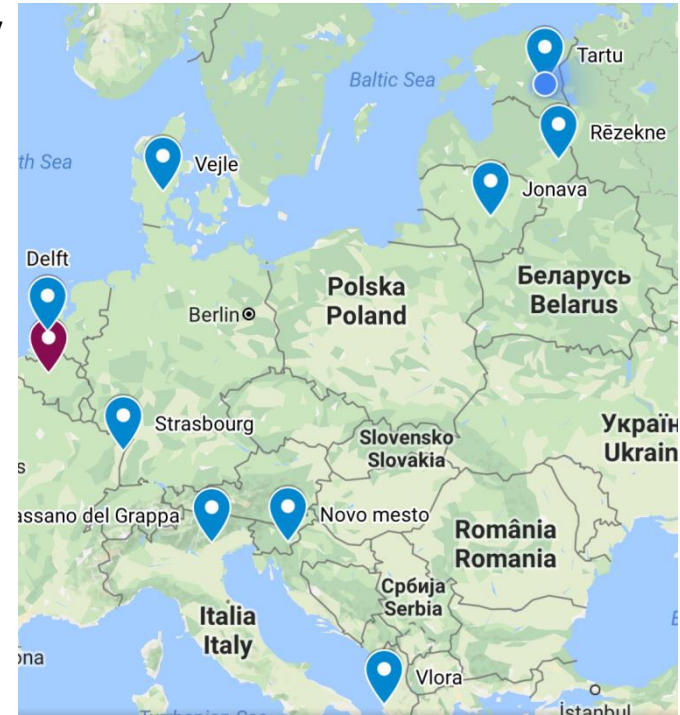 Tartu
Baltic Sea
Rēzekne
th Sea
Vejle
Jonava
Delft
Беларусь
Belarus
Polska
Poland
Berlin
Strasbourg
Україн
Ukrain
Slovensko
Slovakia
s
assano del Grappa
Novo mesto
România
Romania
Србија
Serbia
Italia
Italy
na
Vlora
İstanbul